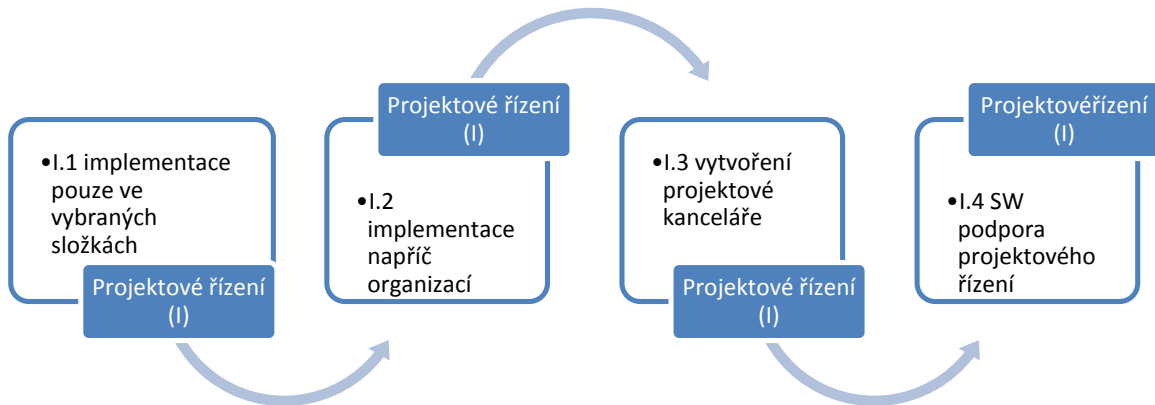 •I.1 implementace
pouze ve
vybraných
složkách
Projektové řízení
(I)
Projektové řízení
(I)
•I.2
implementace
napříč
organizací
•I.3 vytvoření
projektové
kanceláře
Projektové řízení
(I)
Projektovéřízení
(I)
•I.4 SW
podpora
projektového
řízení